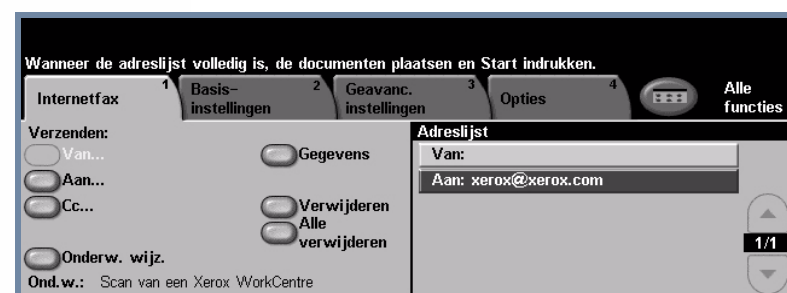 Wanneer de adreslijst volledig is, de documenten plaatsen en Start indrukken.
Internetfax 1
Basis-
instellingen 2
Geavanc.
instellingen 3
Opties 4
Alle
functies
Verzenden:
Van...
Aan...
Cc...
Onderw. wijz.
Gegevens
Verwijderen
Alle
verwijderen
Ond.w.: Scan van een Xerox WorkCentre
Adreslijst
Van:
Aan: xerox@xerox.com
1/1